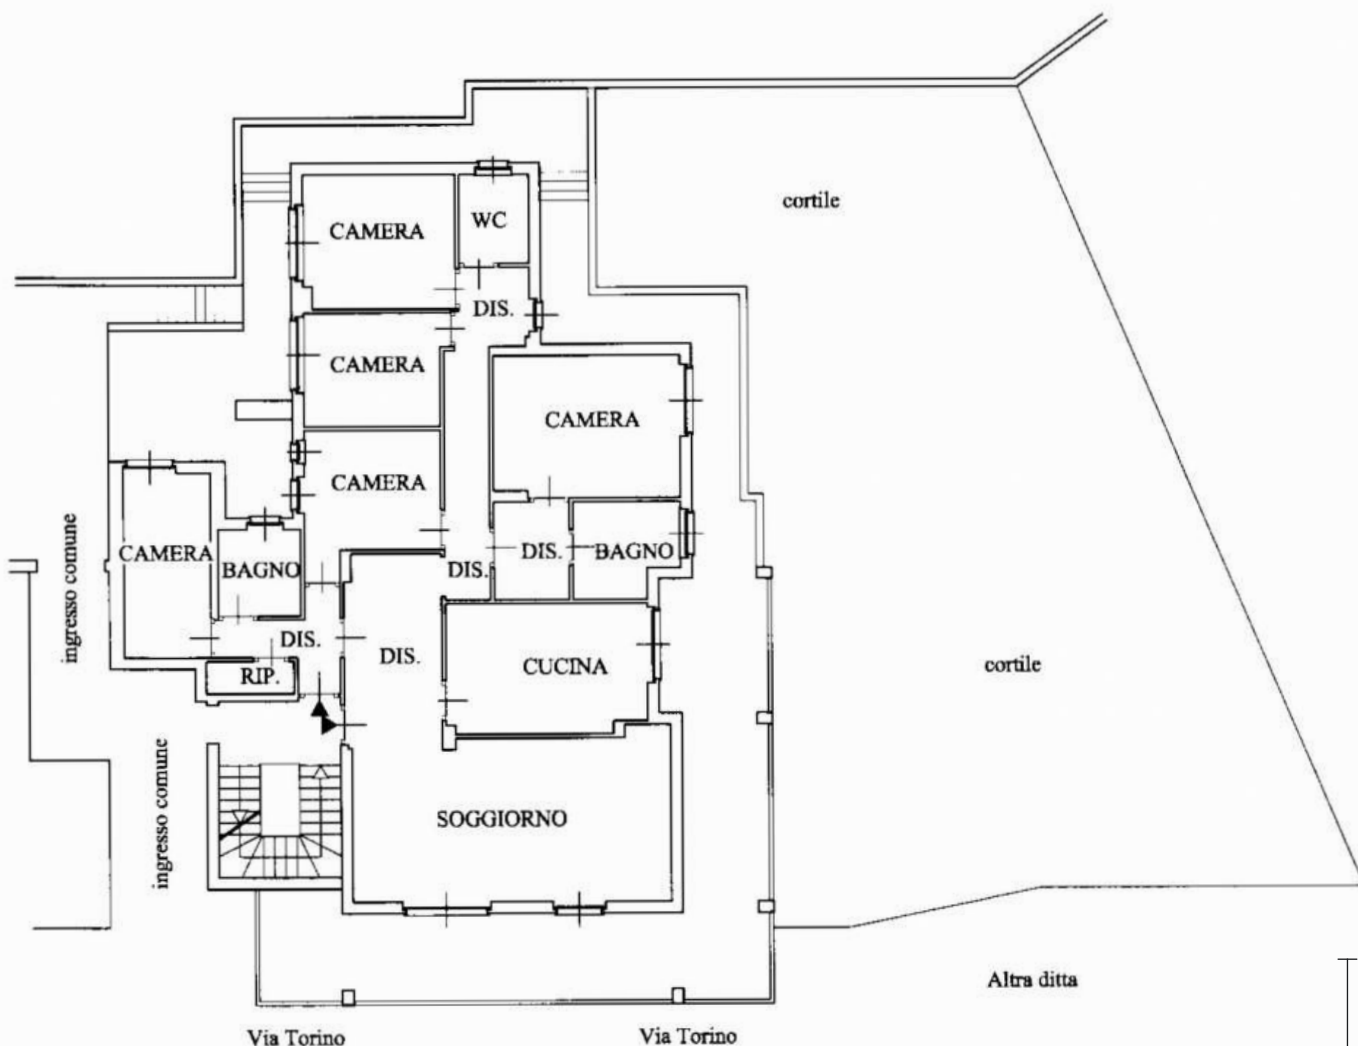 cortile
WC
CAMERA
DIS.
CAMERA
CAMERA
CAMERA
ingresso comune
CAMERA
BAGNO
DIS.
DIS.
BAGNO
DIS.
DIS.
CUCINA
RIP.
cortile
ingresso comune
SOGGIORNO
Altra ditta
Via Torino
Via Torino